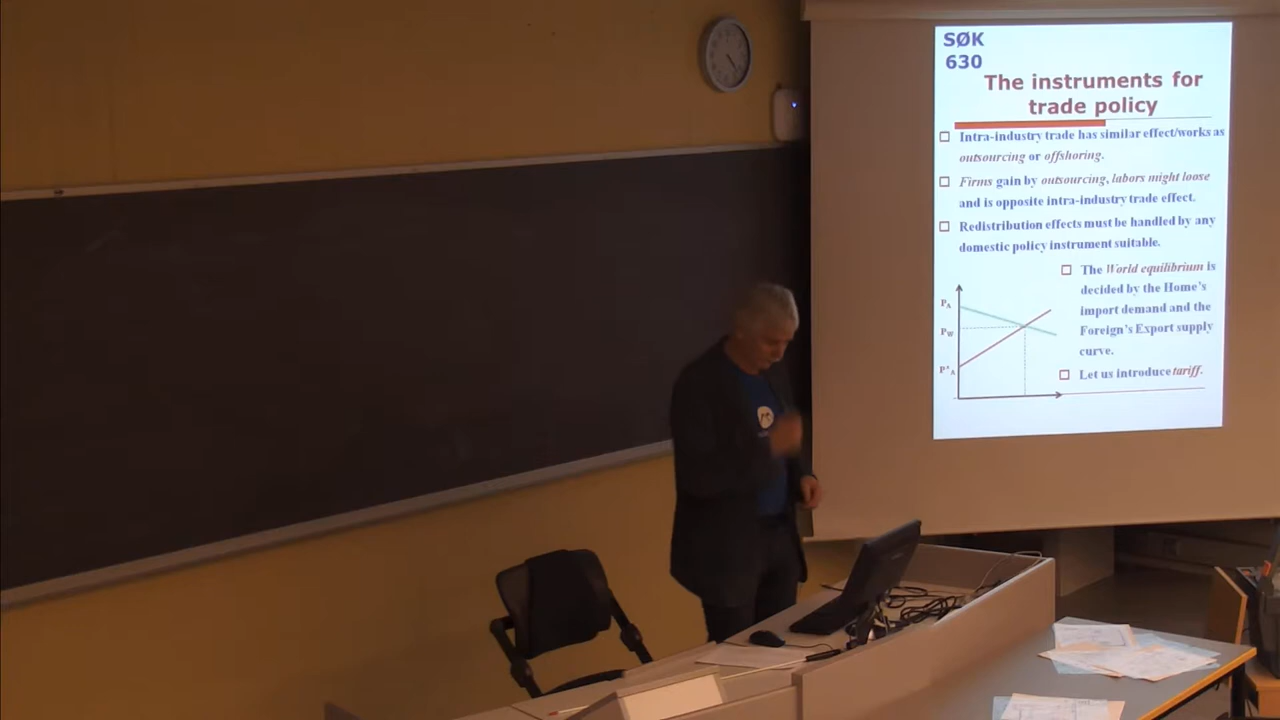 SØK
630
The instruments for
trade policy
Intra-industry trade has similar effect/works as
outsourcing or offshoring.
Firms gain by outsourcing, labors might loose
and is opposite intra-industry trade effect.
Redistribution effects must be handled by any
domestic policy instrument suitable.
The World equilibrium is
decided by the Home's
import demand and the
Foreign's Export supply
curve.
Let us introduce tariff.
PA
PW
P*A